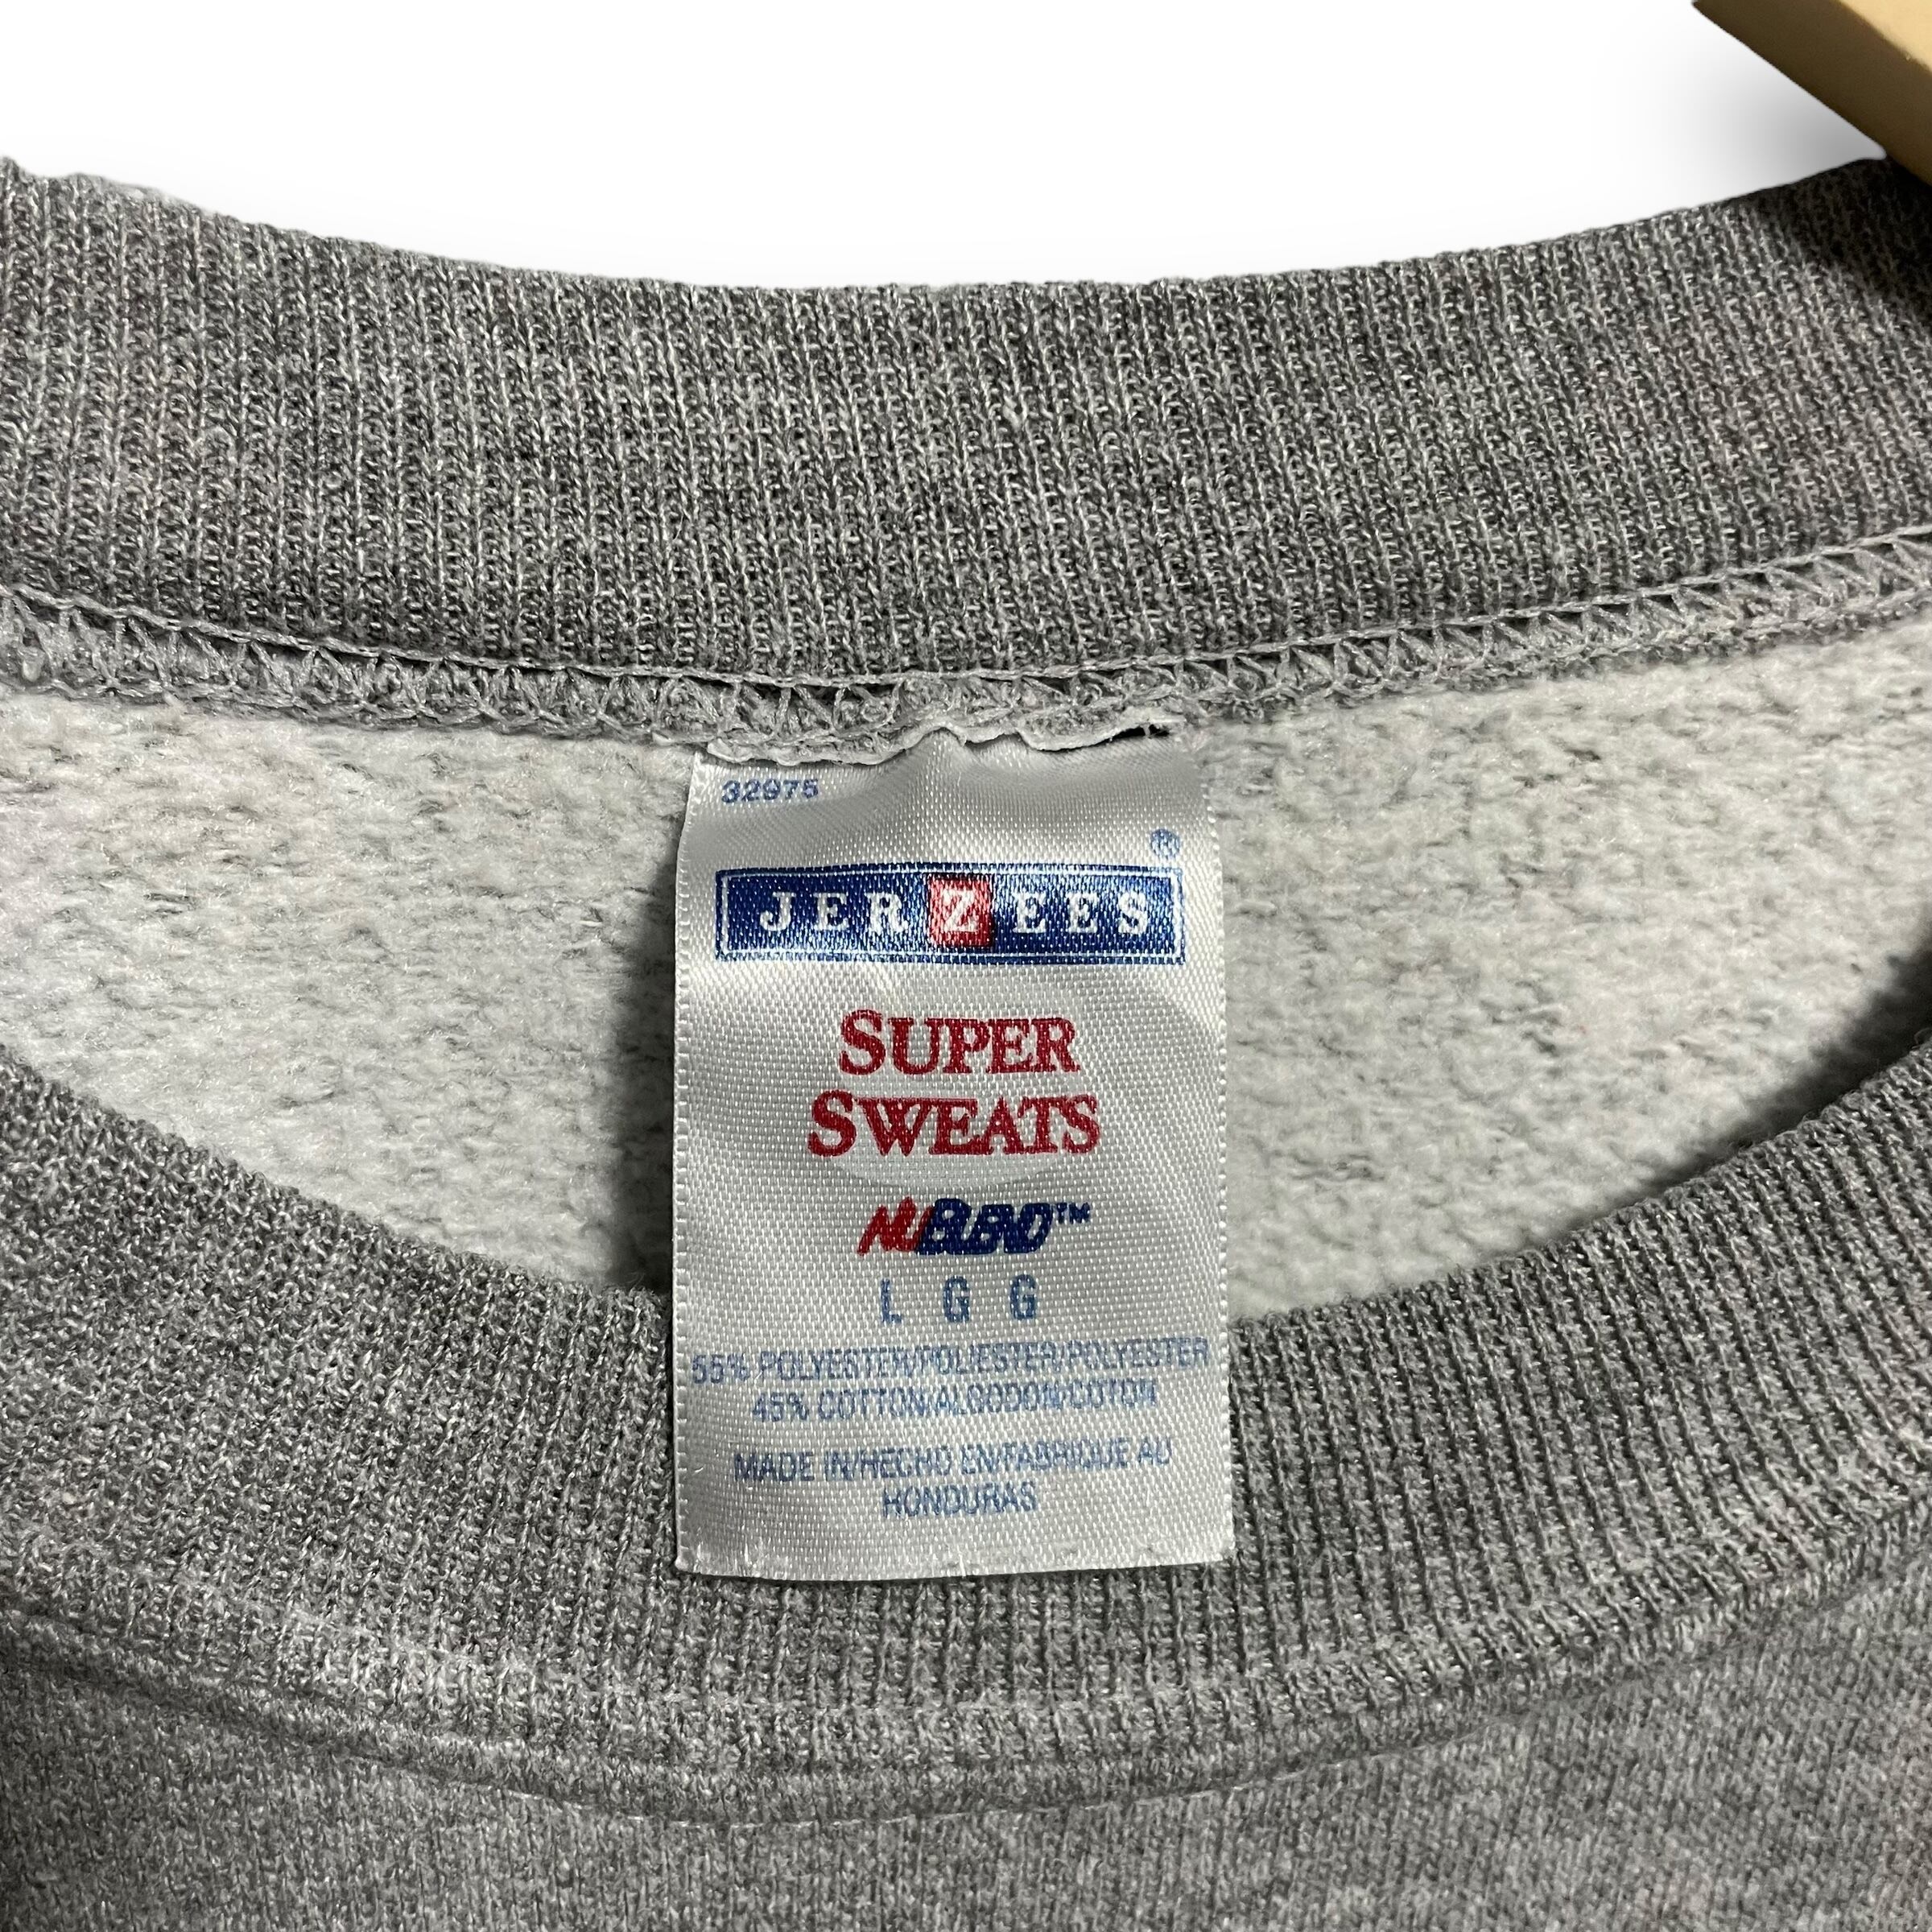 32975
®
JERZEES
SUPER
SWEATS
NUBLEND™
L G G
55% POLYESTER/POLIESTER/POLYESTER
45% COTTON/ALGODON/COTON
MADE IN/HECHO EN/FABRIQUE AU
HONDURAS